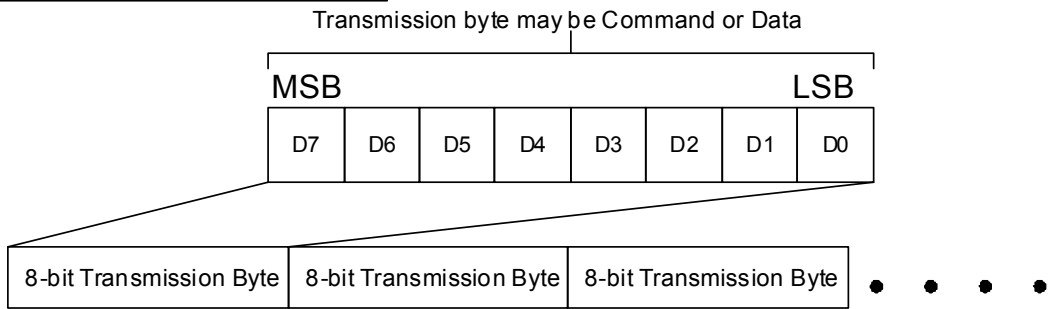 Transmission byte may be Command or Data
MSB LSB
D7 D6 D5 D4 D3 D2 D1 D0
8-bit Transmission Byte 8-bit Transmission Byte 8-bit Transmission Byte